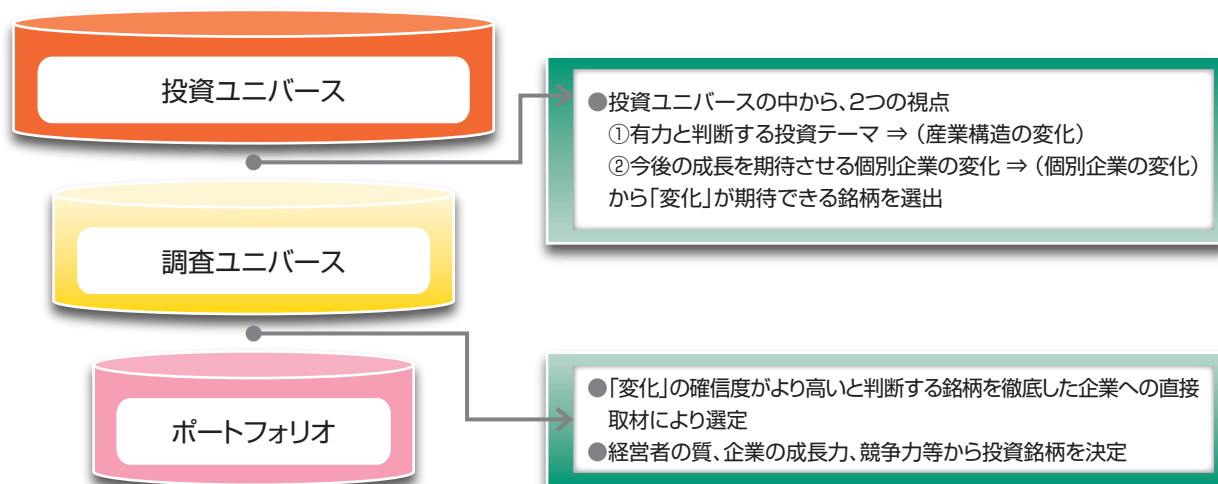 投資ユニバース
●投資ユニバースの中から、2つの視点
①有力と判断する投資テーマ ⇒（産業構造の変化）
②今後の成長を期待させる個別企業の変化 ⇒（個別企業の変化）
から「変化」が期待できる銘柄を選出
調査ユニバース
●「変化」の確信度がより高いと判断する銘柄を徹底した企業への直接
取材により選定
●経営者の質、企業の成長力、競争力等から投資銘柄を決定
ポートフォリオ